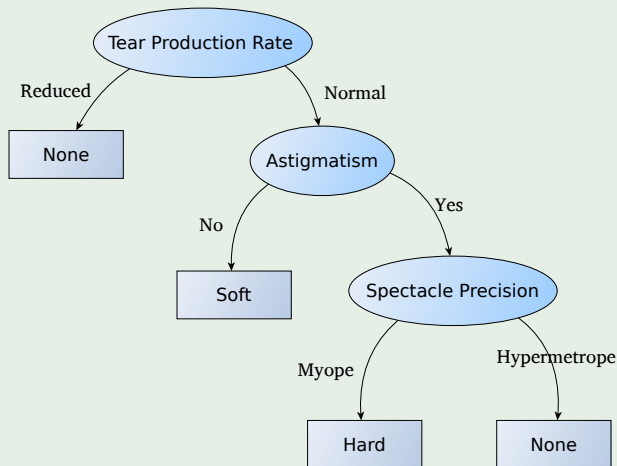 Tear Production Rate
Reduced
Normal
None
Astigmatism
No
Yes
Soft
Spectacle Precision
Myope
Hypermetrope
Hard
None